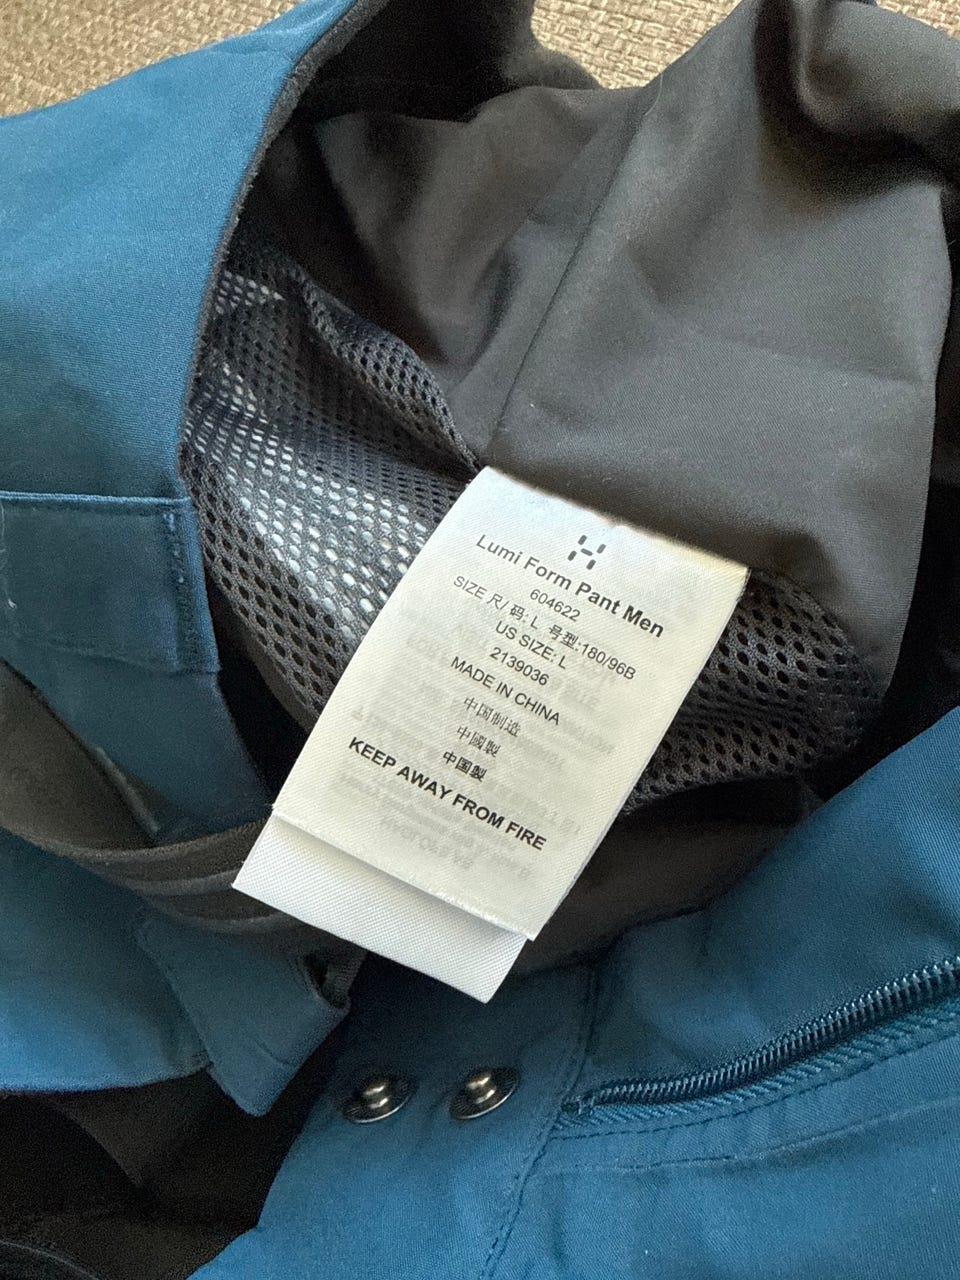 Lumi Form Pant Men
604622
SIZE 尺/ 码: L 号型:180/96B
US SIZE: L
2139036
MADE IN CHINA
中国制造
中國製
中国製
KEEP AWAY FROM FIRE